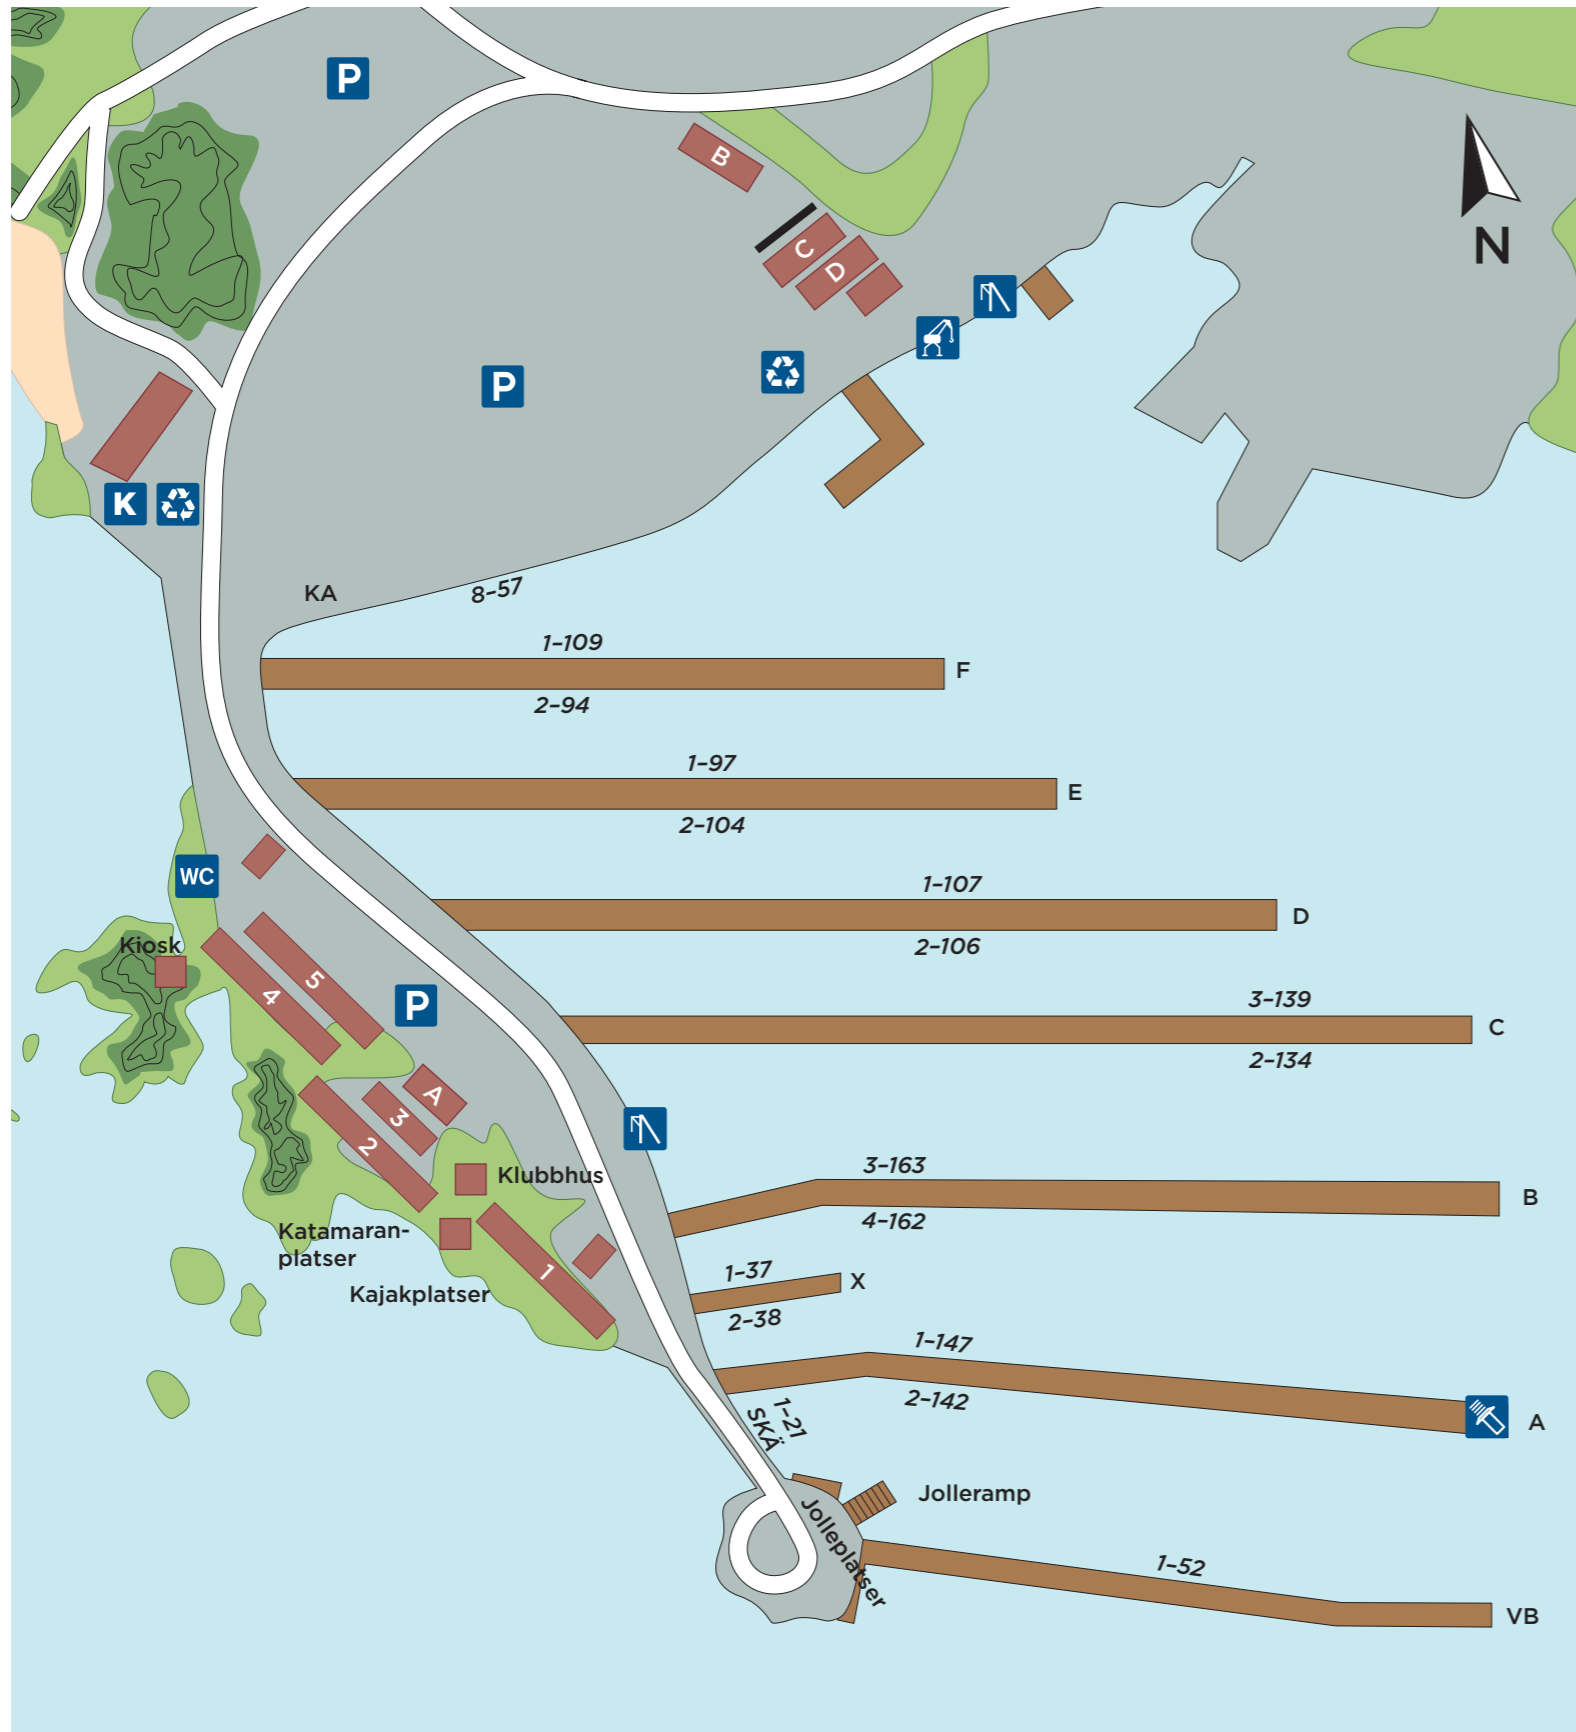 P
B
C
D
N
P
K
KA
8-57
1-109
F
2-94
1-97
E
2-104
WC
1-107
D
2-106
Kiosk
5
4
P
3-139
C
2-134
A
3
2
Klubbhus
3-163
B
4-162
Katamaran-
platser
Kajakplatser
1
1-37
X
2-38
1-147
2-142
A
1-21
SKÄ
Jolleramp
Jolleplatser
1-52
VB